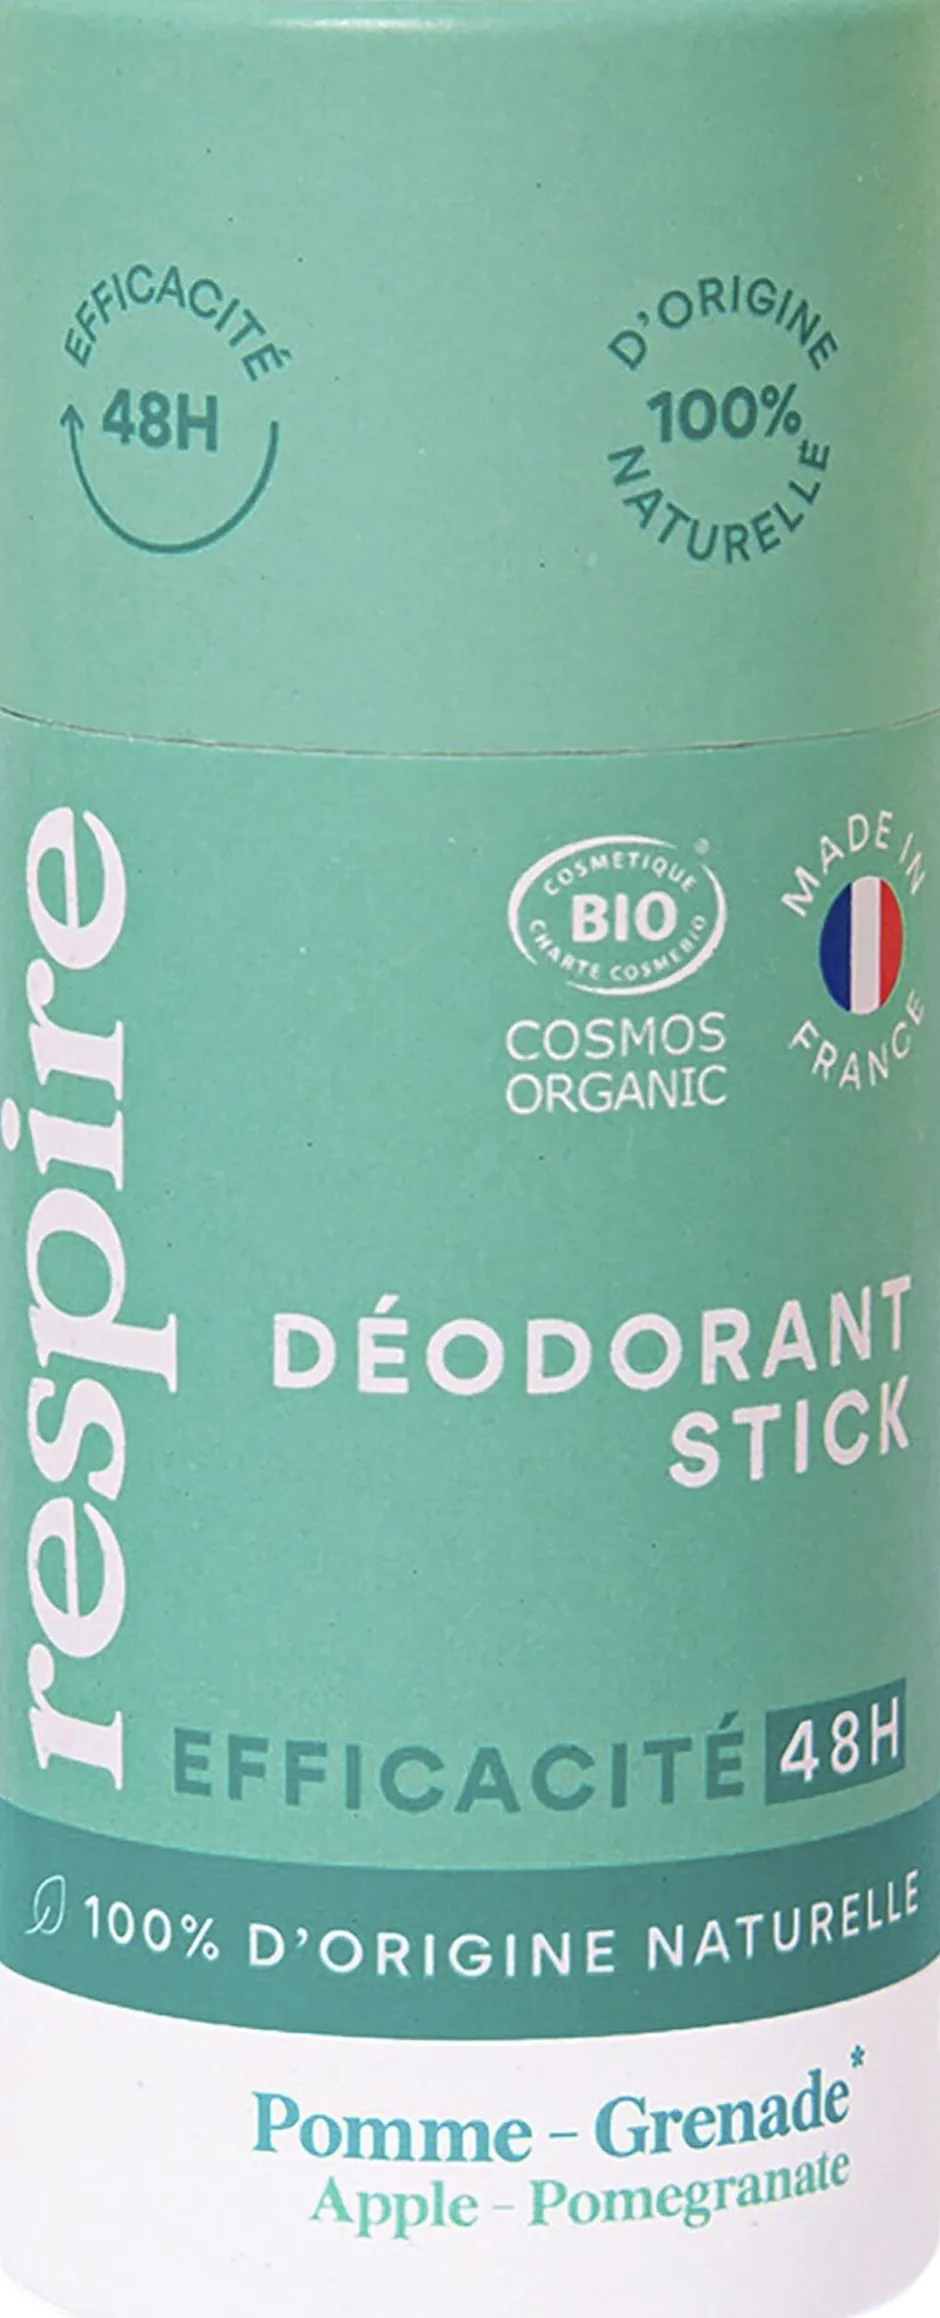 EFFICACITÉ
48H
D'ORIGINE
100%
NATURELLE
respire
COSMETIQUE
BIO
CHARTE COSMEBIO
®
COSMOS
ORGANIC
MADE IN
FRANCE
DÉODORANT
STICK
EFFICACITÉ 48H
100% D'ORIGINE NATURELLE
Pomme - Grenade*
Apple - Pomegranate